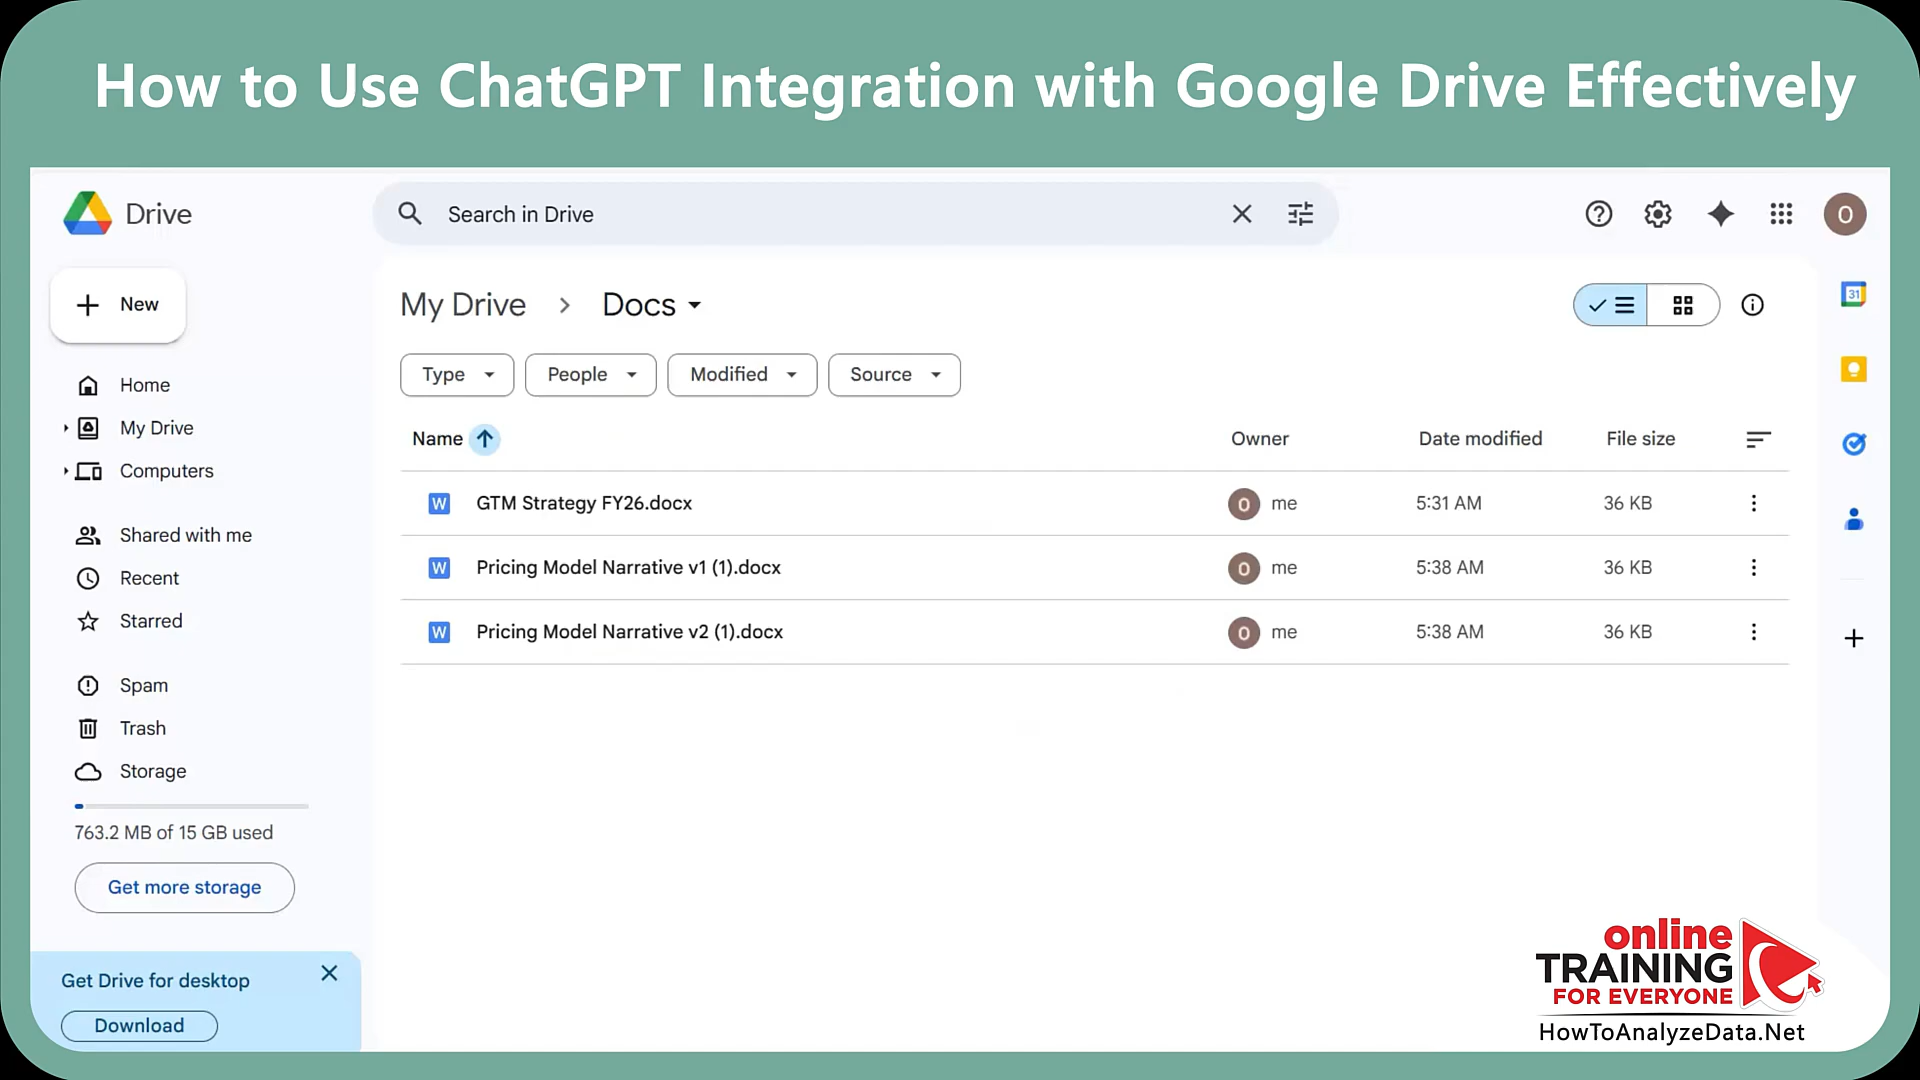 How to Use ChatGPT Integration with Google Drive Effectively
Drive
Search in Drive
O
New
My Drive
Docs
31
Type
People
Modified
Source
Home
My Drive
Computers
Shared with me
Recent
Starred
Spam
Trash
Storage
763.2 MB of 15 GB used
Get more storage
Get Drive for desktop
Download
Name Owner Date modified File size
W GTM Strategy FY26.docx O me 5:31 AM 36 KB
W Pricing Model Narrative v1 (1).docx O me 5:38 AM 36 KB
W Pricing Model Narrative v2 (1).docx O me 5:38 AM 36 KB
online
TRAINING
FOR EVERYONE
HowToAnalyzeData.Net